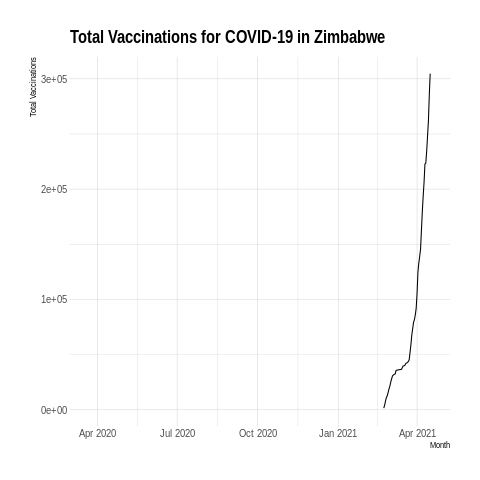 Total Vaccinations for COVID-19 in Zimbabwe
Total Vaccinations
3e+05
2e+05
1e+05
0e+00
Apr 2020 Jul 2020 Oct 2020 Jan 2021 Apr 2021
Month